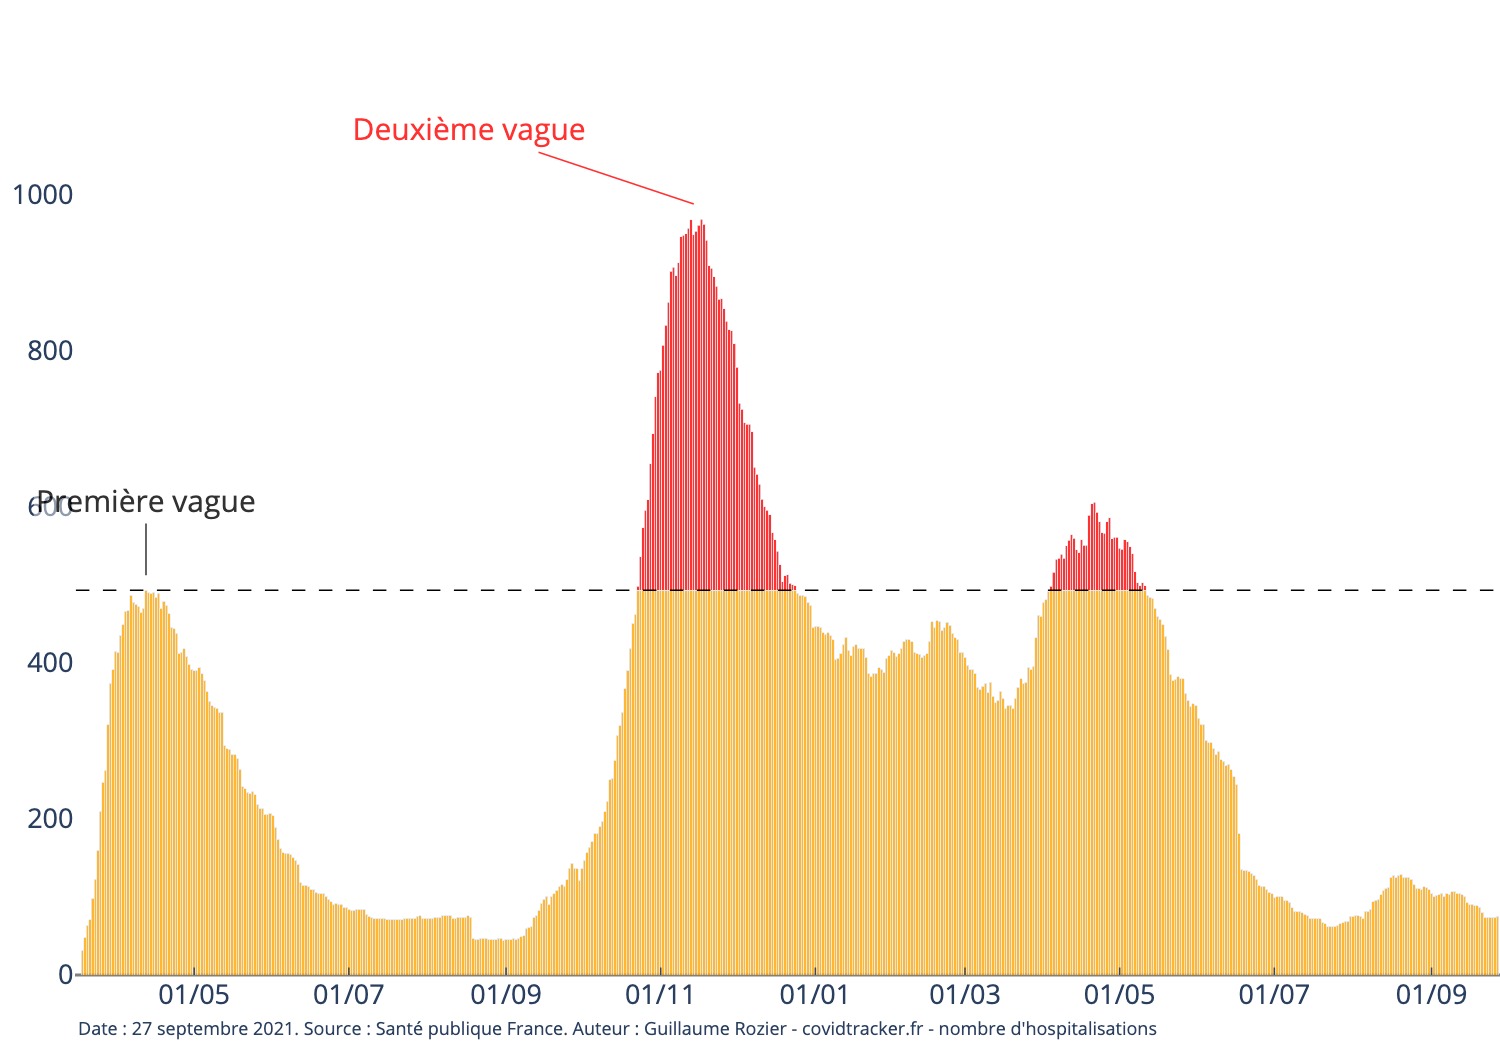 Deuxième vague
1000
800
600
Première vague
400
200
0
01/05 01/07 01/09 01/11 01/01 01/03 01/05 01/07 01/09
Date : 27 septembre 2021. Source : Santé publique France. Auteur : Guillaume Rozier - covidtracker.fr - nombre d'hospitalisations